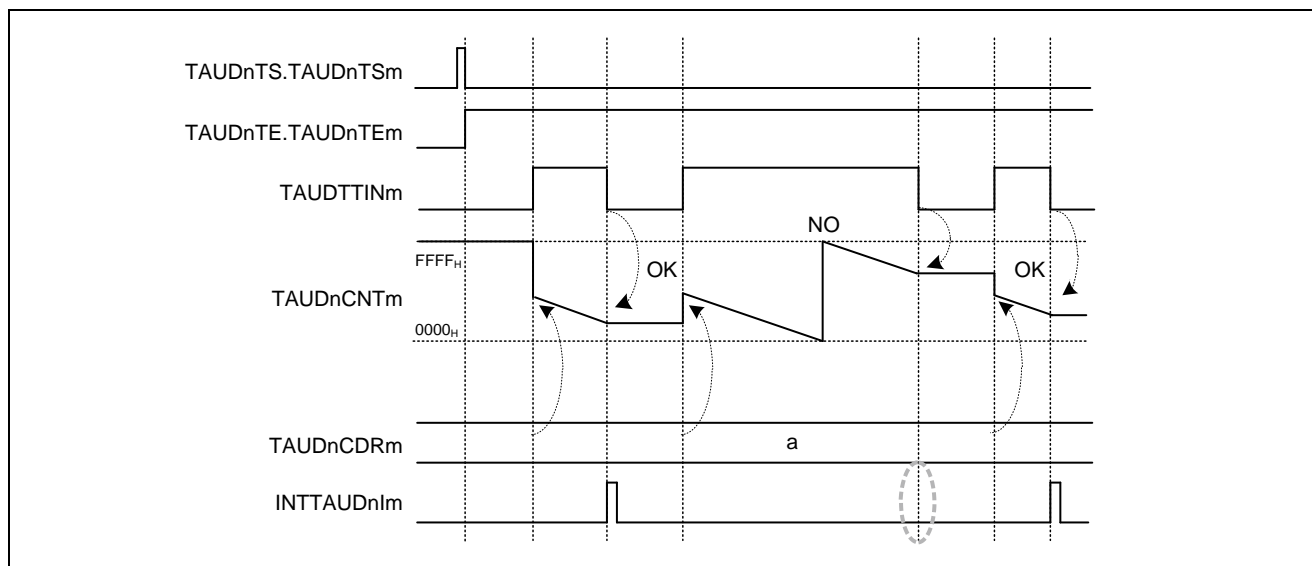 TAUDnTS.TAUDnTSm
TAUDnTE.TAUDnTEm
TAUDTTINm
NO
FFFFH
OK
OK
TAUDnCNTm
0000H
TAUDnCDRm
a
INTTAUDnIm